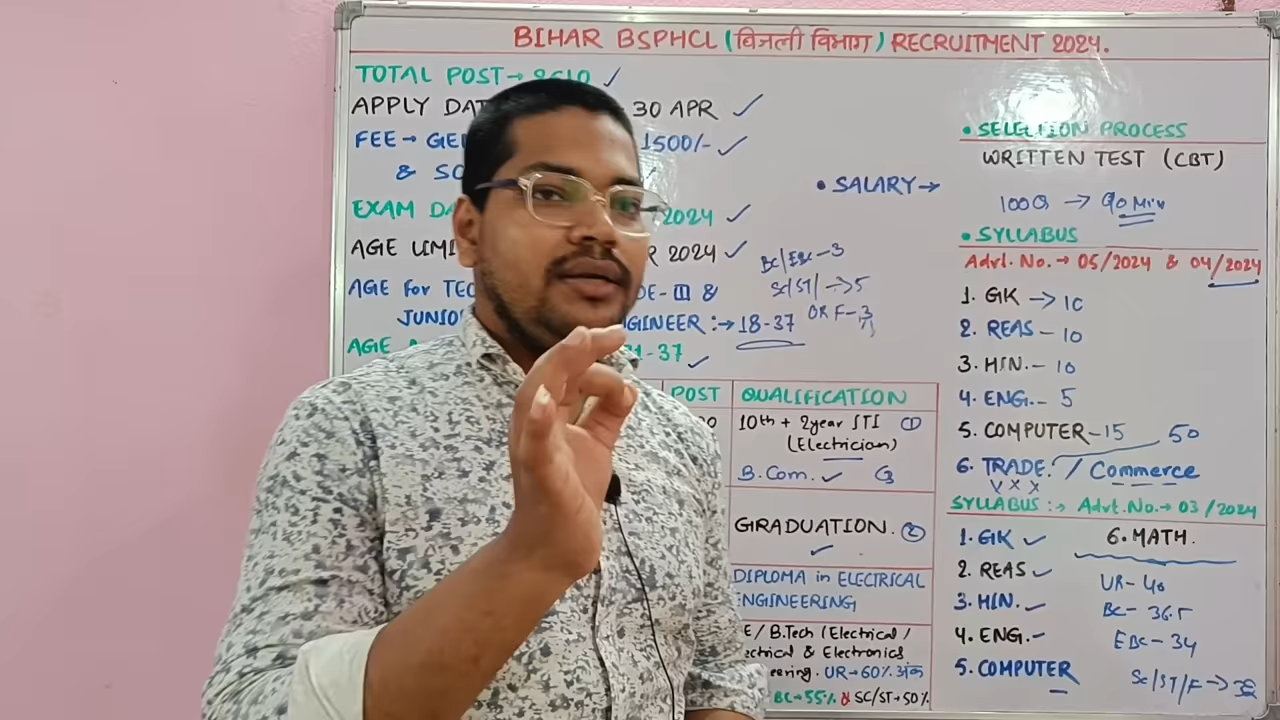 BIHAR BSPHCL (बिजली विभाग) RECRUITMENT 2024.
TOTAL POST→
APPLY DAT 30 APR
FEE→ GE 1500/-
& SC
EXAM DA 2024
AGE LIMI R 2024
AGE for TEC DE-III &
JUNIO GINEER :→ 18-37
AGE 1-37
BC/EBC-3
SC/ST/→5
OR F-3
• SALARY→
POST QUALIFICATION
10th + 2year ITI ①
(Electrician)
B.Com. ✓
GRADUATION. ②
DIPLOMA in ELECTRICAL
ENGINEERING
E / B.Tech (Electrical /
ectrical & Electronics
eering. UR→60% अंक
BC→55% & SC/ST→50%
• SELECTION PROCESS
WRITTEN TEST (CBT)
100Q → 90 Min
• SYLLABUS
Advt. No.→ 05/2024 & 04/2024
1. GK → 10
2. REAS - 10
3. HIN. - 10
4. ENG. - 5
5. COMPUTER - 15 50
6. TRADE. / Commerce
x x x
SYLLABUS :→ Advt. No.→ 03/2024
1. GK ✓ 6. MATH.
2. REAS ✓ UR- 40
3. HIN. ✓ BC- 36.5
4. ENG. - EBC- 34
5. COMPUTER SC/ST/F→